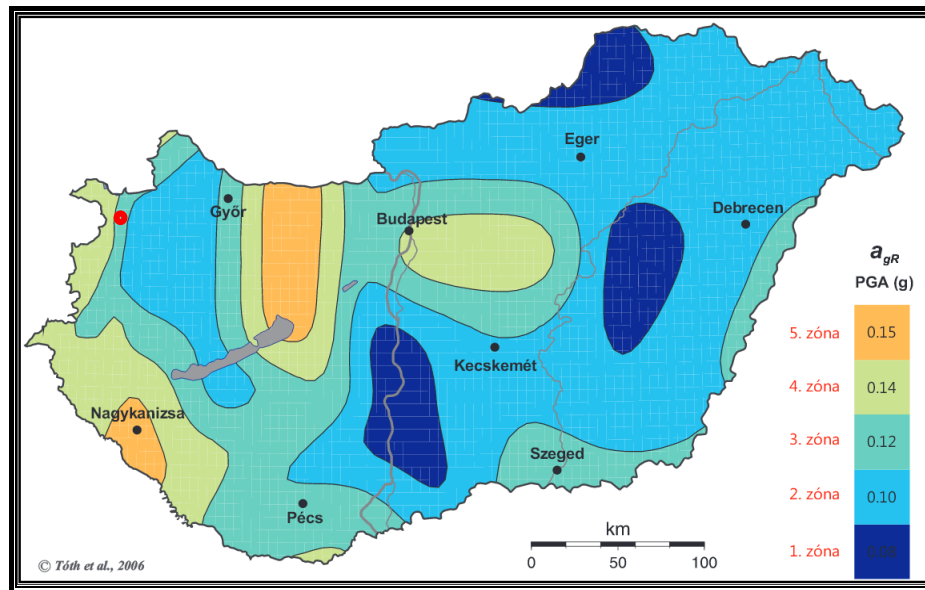 Eger
Debrecen
Győr
Budapest
a_gR
PGA (g)
5. zóna 0.15
Kecskemét
4. zóna 0.14
Nagykanizsa
3. zóna 0.12
Szeged
2. zóna 0.10
Pécs
km
1. zóna 0.08
0 50 100
© Tóth et al., 2006